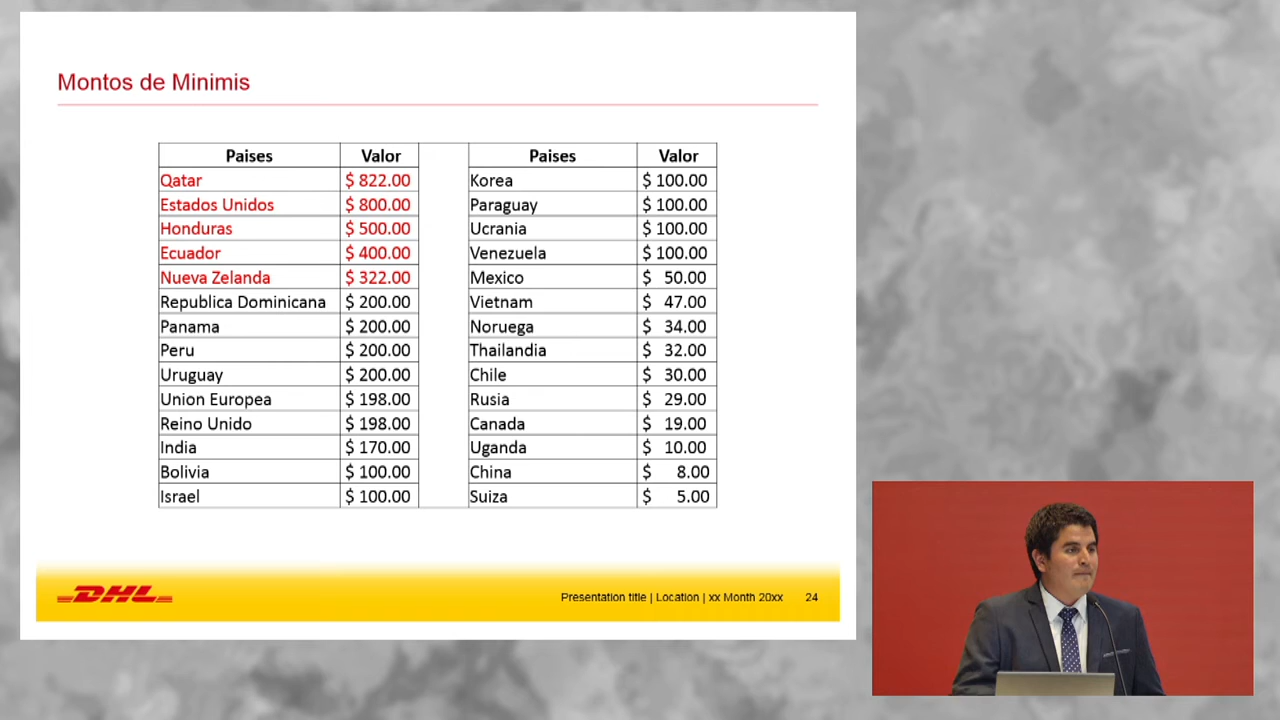 Montos de Minimis
Paises Valor Paises Valor
Qatar $ 822.00 Korea $ 100.00
Estados Unidos $ 800.00 Paraguay $ 100.00
Honduras $ 500.00 Ucrania $ 100.00
Ecuador $ 400.00 Venezuela $ 100.00
Nueva Zelanda $ 322.00 Mexico $ 50.00
Republica Dominicana $ 200.00 Vietnam $ 47.00
Panama $ 200.00 Noruega $ 34.00
Peru $ 200.00 Thailandia $ 32.00
Uruguay $ 200.00 Chile $ 30.00
Union Europea $ 198.00 Rusia $ 29.00
Reino Unido $ 198.00 Canada $ 19.00
India $ 170.00 Uganda $ 10.00
Bolivia $ 100.00 China $ 8.00
Israel $ 100.00 Suiza $ 5.00
DHL Presentation title | Location | xx Month 20xx 24